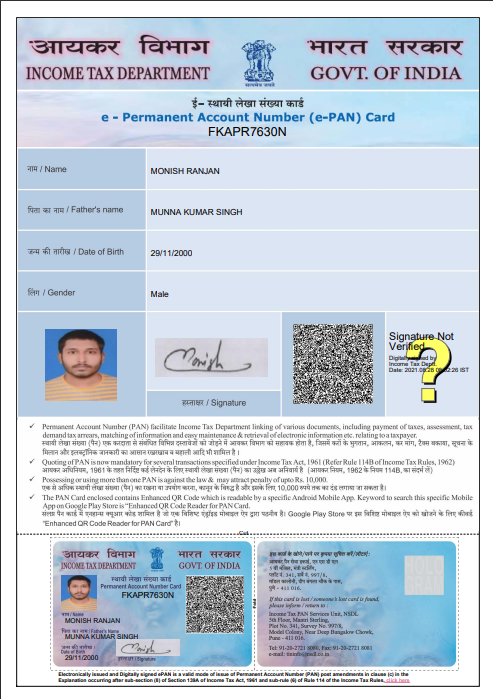 आयकर विभाग
INCOME TAX DEPARTMENT
भारत सरकार
GOVT. OF INDIA
ई- स्थायी लेखा संख्या कार्ड
e - Permanent Account Number (e-PAN) Card
FKAPR7630N
नाम / Name
MONISH RANJAN
पिता का नाम / Father's name
MUNNA KUMAR SINGH
जन्म की तारीख / Date of Birth
29/11/2000
लिंग / Gender
Male
Monish
हस्ताक्षर / Signature
Signature Not
Verified
?
Digitally signed by
Income Tax Dept.
Date: 2021.08.26 IST
✓ Permanent Account Number (PAN) facilitate Income Tax Department linking of various documents, including payment of taxes, assessment, tax
demand tax arrears, matching of information and easy maintenance & retrieval of electronic information etc. relating to a taxpayer.
स्थायी लेखा संख्या (पैन) एक करदाता से संबंधित विभिन्न दस्तावेजों को जोड़ने में आयकर विभाग को सहायक होता है, जिसमें करों के भुगतान, आकलन, कर मांग, टैक्स बकाया, सूचना के
मिलान और इलक्ट्रॉनिक जानकारी का आसान रखरखाव व बहाली आदि भी शामिल है।
✓ Quoting of PAN is now mandatory for several transactions specified under Income Tax Act, 1961 (Refer Rule 114B of Income Tax Rules, 1962)
आयकर अधिनियम, 1961 के तहत निर्दिष्ट कई लेनदेन के लिए स्थायी लेखा संख्या (पैन) का उल्लेख अब अनिवार्य है (आयकर नियम, 1962 के नियम 114B, का संदर्भ लें)
✓ Possessing or using more than one PAN is against the law & may attract penalty of upto Rs. 10,000.
एक से अधिक स्थायी लेखा संख्या (पैन) का रखना या उपयोग करना, कानून के विरुद्ध है और इसके लिए 10,000 रुपये तक का दंड लगाया जा सकता है।
✓ The PAN Card enclosed contains Enhanced QR Code which is readable by a specific Android Mobile App. Keyword to search this specific Mobile
App on Google Play Store is "Enhanced QR Code Reader for PAN Card.
संलग्न पैन कार्ड में एनहान्स क्यूआर कोड शामिल है जो एक विशिष्ट एंड्रॉइड मोबाइल ऐप द्वारा पठनीय है। Google Play Store पर इस विशिष्ट मोबाइल ऐप को खोजने के लिए कीवर्ड
"Enhanced QR Code Reader for PAN Card" है।
Cut
आयकर विभाग
INCOME TAX DEPARTMENT
भारत सरकार
GOVT. OF INDIA
स्थायी लेखा संख्या कार्ड
Permanent Account Number Card
FKAPR7630N
नाम / Name
MONISH RANJAN
पिता का नाम / Father's Name
MUNNA KUMAR SINGH
जन्म की तारीख /
Date of Birth
29/11/2000
Monish
हस्ताक्षर / Signature
Fold
इस कार्ड के खोने/पाने पर कृपया सूचित करें/लौटाएं:
आयकर पैन सेवा इकाई, एन एस डी एल
5 वी मंजिल, मंत्री स्टर्लिंग,
प्लॉट नं. 341, सर्वे नं. 997/8,
मॉडल कालोनी, दीप बंगला चौक के पास,
पुणे - 411 016.
If this card is lost / someone's lost card is found,
please inform / return to :
Income Tax PAN Services Unit, NSDL
5th Floor, Mantri Sterling,
Plot No. 341, Survey No. 997/8,
Model Colony, Near Deep Bungalow Chowk,
Pune - 411 016.
Tel: 91-20-2721 8080, Fax: 91-20-2721 8081
e-mail: tininfo@nsdl.co.in
Electronically issued and Digitally signed ePAN is a valid mode of issue of Permanent Account Number (PAN) post amendments in clause (c) in the
Explanation occurring after sub-section (8) of Section 139A of Income Tax Act, 1961 and sub-rule (6) of Rule 114 of the Income Tax Rules. click here